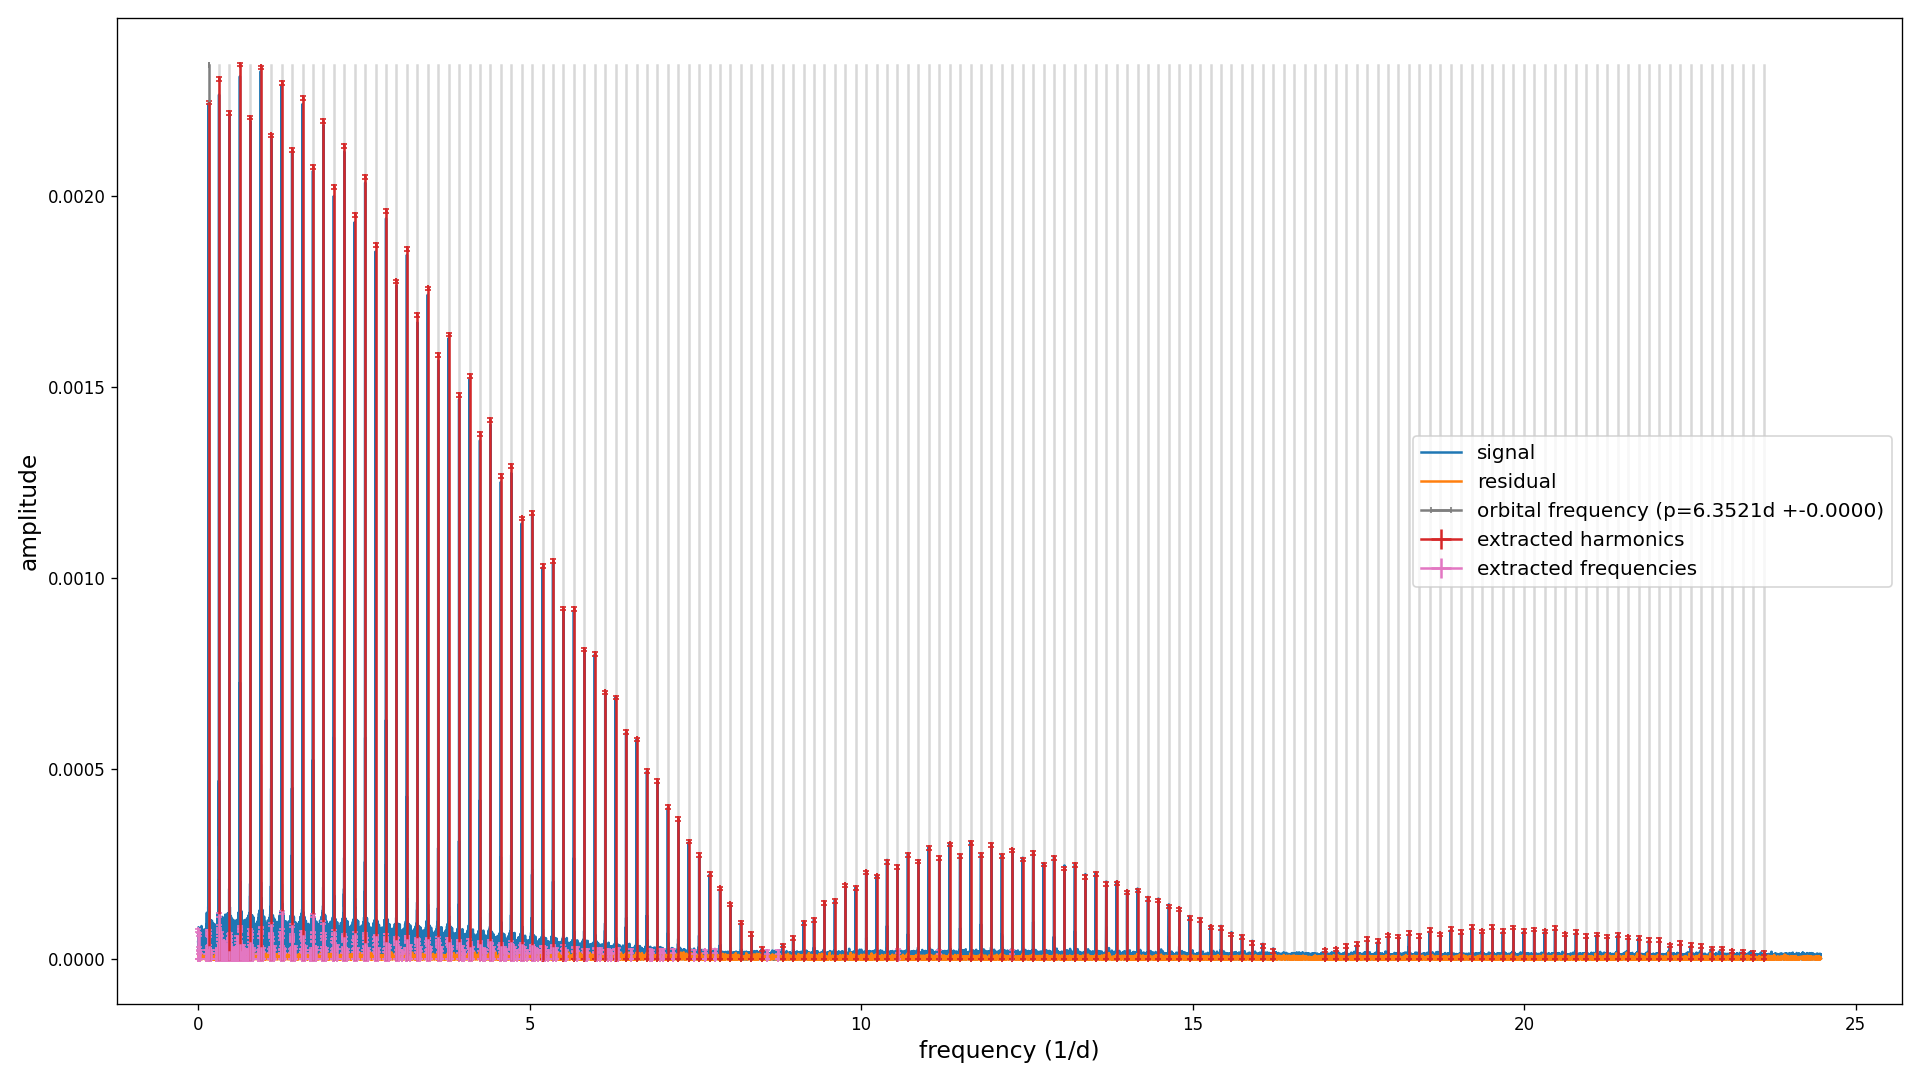 amplitude
0.0020
0.0015
0.0010
0.0005
0.0000
signal
residual
orbital frequency (p=6.3521d +-0.0000)
extracted harmonics
extracted frequencies
0 5 10 15 20 25
frequency (1/d)